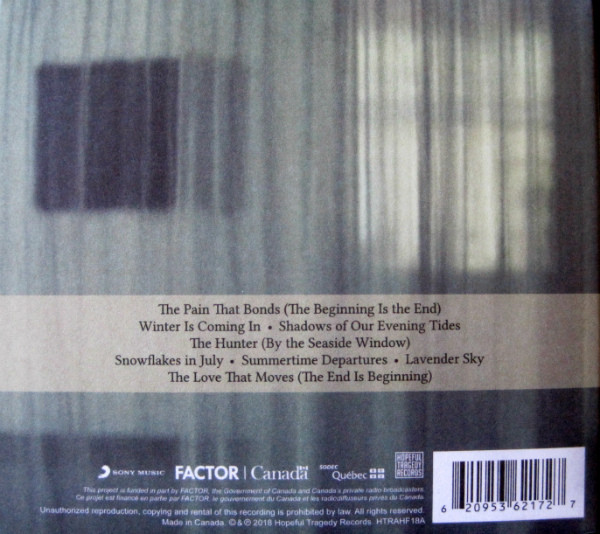 The Pain That Bonds (The Beginning Is the End)
Winter Is Coming In • Shadows of Our Evening Tides
The Hunter (By the Seaside Window)
Snowflakes in July • Summertime Departures • Lavender Sky
The Love That Moves (The End Is Beginning)
SONY MUSIC FACTOR Canada SODEC Québec HOPEFUL TRAGEDY RECORDS
This project is funded in part by FACTOR, the Government of Canada and Canada's private radio broadcasters.
Ce projet est financé en partie par FACTOR, le gouvernement du Canada et les radiodiffuseurs privés du Canada.
Unauthorized reproduction, copying and rental of this recording is prohibited by law. All rights reserved.
Made in Canada. © & ℗ 2018 Hopeful Tragedy Records HTRAHF18A
6 20953 62172 7